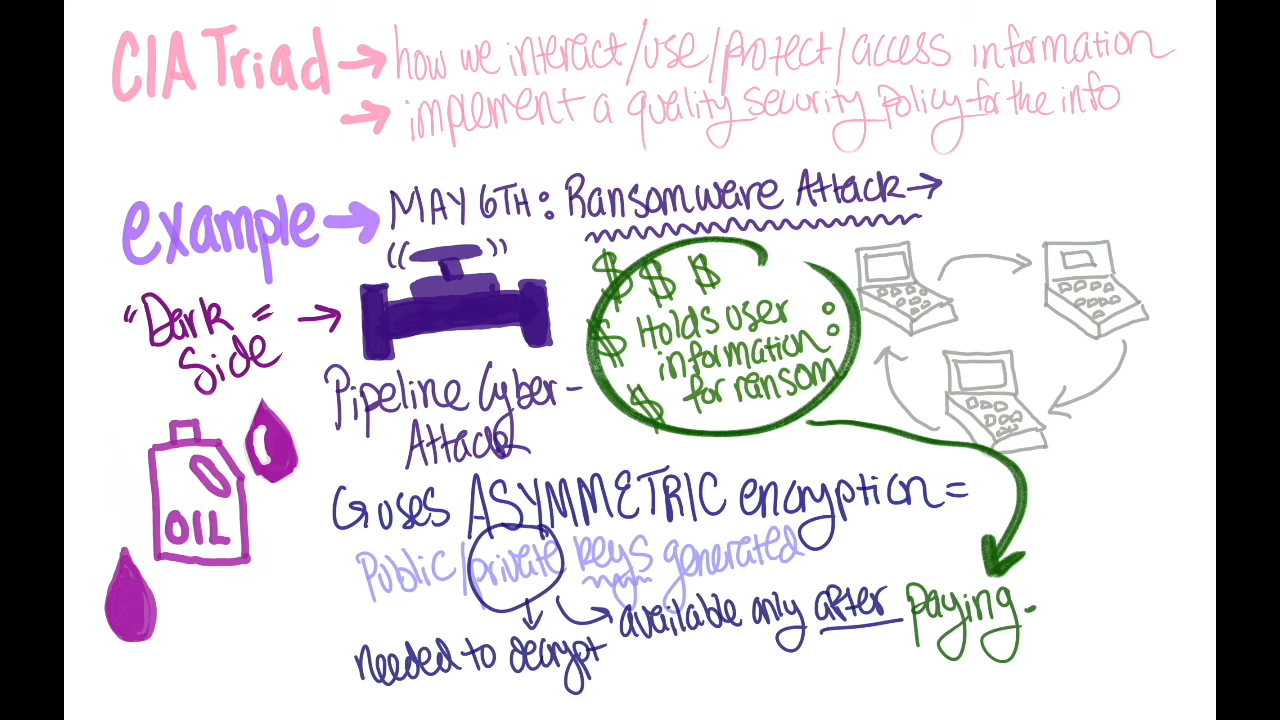 CIA Triad → how we interact/use/protect/access information
→ implement a quality security policy for the info
example → MAY 6TH: Ransomware Attack →
"Dark Side" →
Pipeline Cyber-
Attack
$ $ $
$ Holds user :
information :
for ransom
$
OIL
↳ uses ASYMMETRIC encryption =
Public/private keys generated
↓ ↳ available only after paying.
needed to decrypt